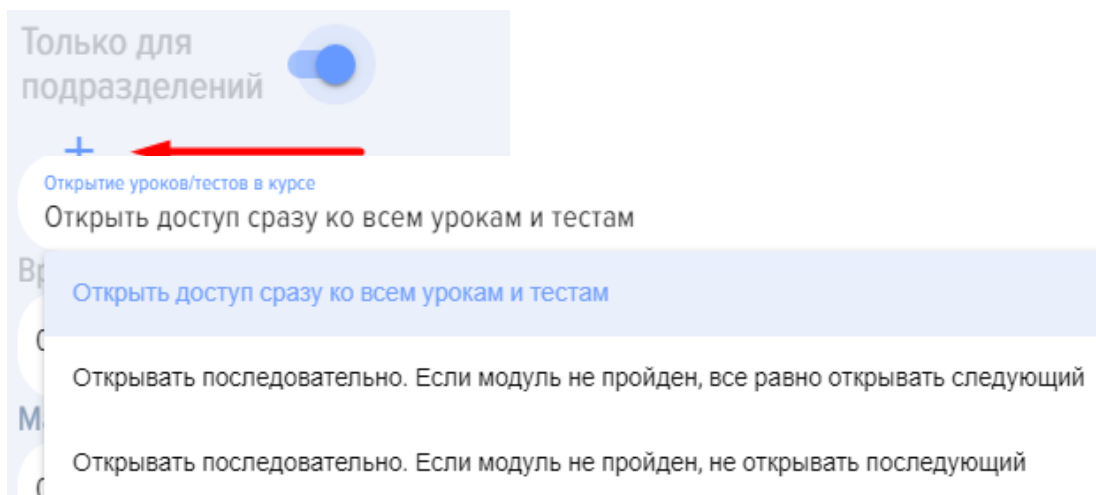 Только для
подразделений
+
Открытие уроков/тестов в курсе
Открыть доступ сразу ко всем урокам и тестам
Открыть доступ сразу ко всем урокам и тестам
Открывать последовательно. Если модуль не пройден, все равно открывать следующий
Открывать последовательно. Если модуль не пройден, не открывать последующий